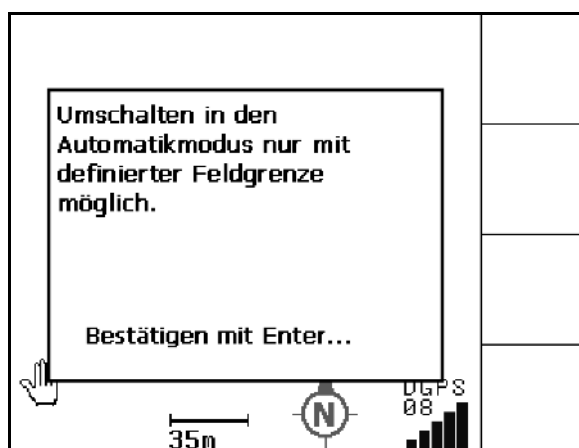 Umschalten in den
Automatikmodus nur mit
definierter Feldgrenze
möglich.
Bestätigen mit Enter...
DGPS
08
N
35m